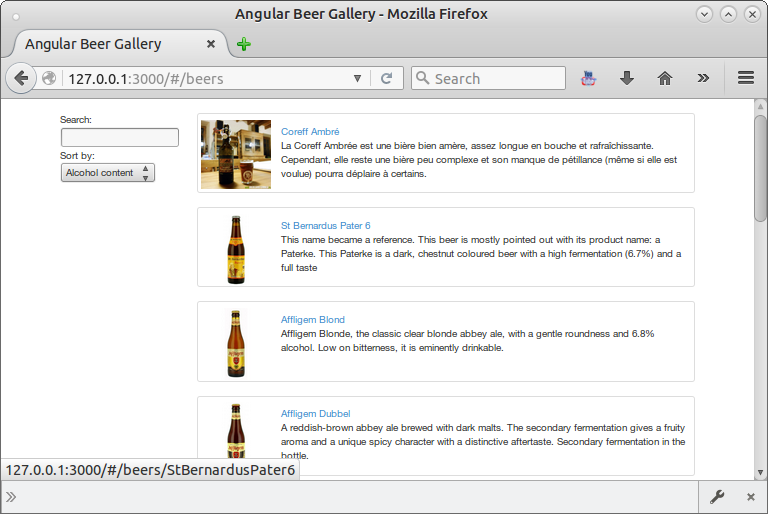 Angular Beer Gallery - Mozilla Firefox
Angular Beer Gallery
127.0.0.1:3000/#/beers
Search
Search:
Sort by:
Alcohol content
Coreff Ambré
La Coreff Ambrée est une bière bien amère, assez longue en bouche et rafraîchissante.
Cependant, elle reste une bière peu complexe et son manque de pétillance (même si elle est
voulue) pourra déplaire à certains.
St Bernardus Pater 6
This name became a reference. This beer is mostly pointed out with its product name: a
Paterke. This Paterke is a dark, chestnut coloured beer with a high fermentation (6.7%) and a
full taste
Affligem Blond
Affligem Blonde, the classic clear blonde abbey ale, with a gentle roundness and 6.8%
alcohol. Low on bitterness, it is eminently drinkable.
Affligem Dubbel
A reddish-brown abbey ale brewed with dark malts. The secondary fermentation gives a fruity
aroma and a unique spicy character with a distinctive aftertaste. Secondary fermentation in the
bottle.
127.0.0.1:3000/#/beers/StBernardusPater6